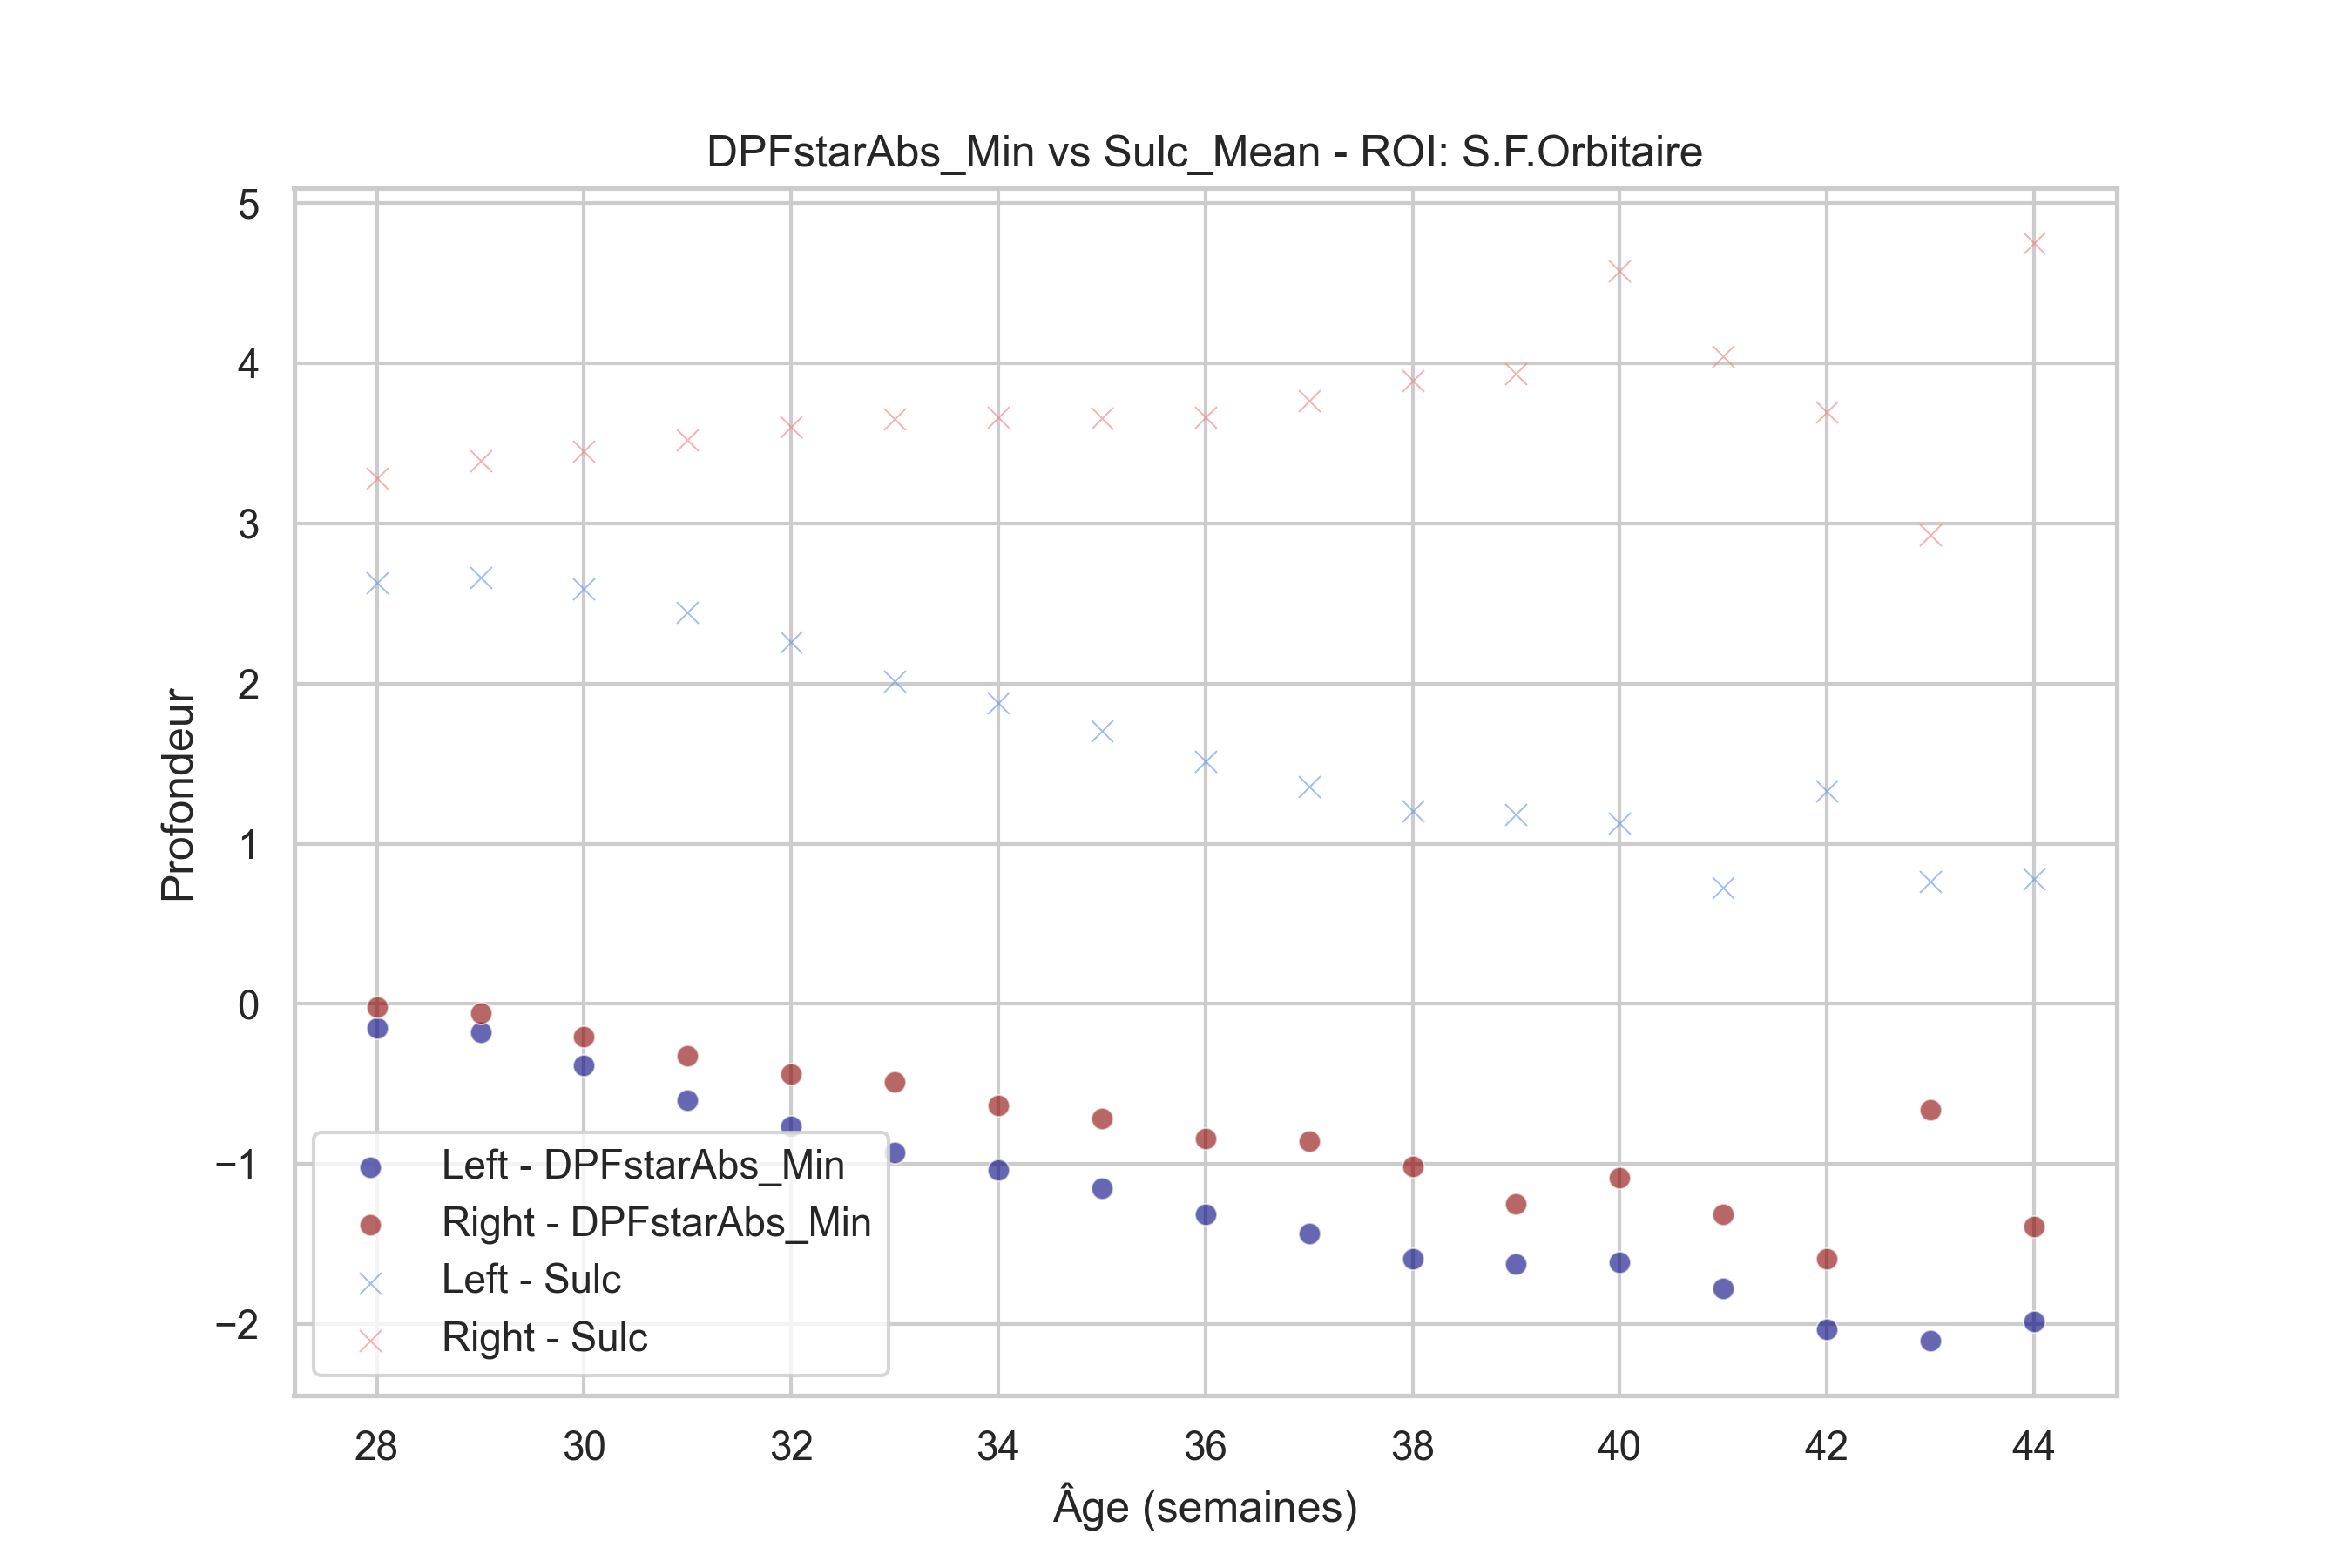 DPFstarAbs_Min vs Sulc_Mean - ROI: S.F.Orbitaire
5
4
3
2
1
0
−1
−2
Profondeur
Left - DPFstarAbs_Min
Right - DPFstarAbs_Min
Left - Sulc
Right - Sulc
28 30 32 34 36 38 40 42 44
Âge (semaines)